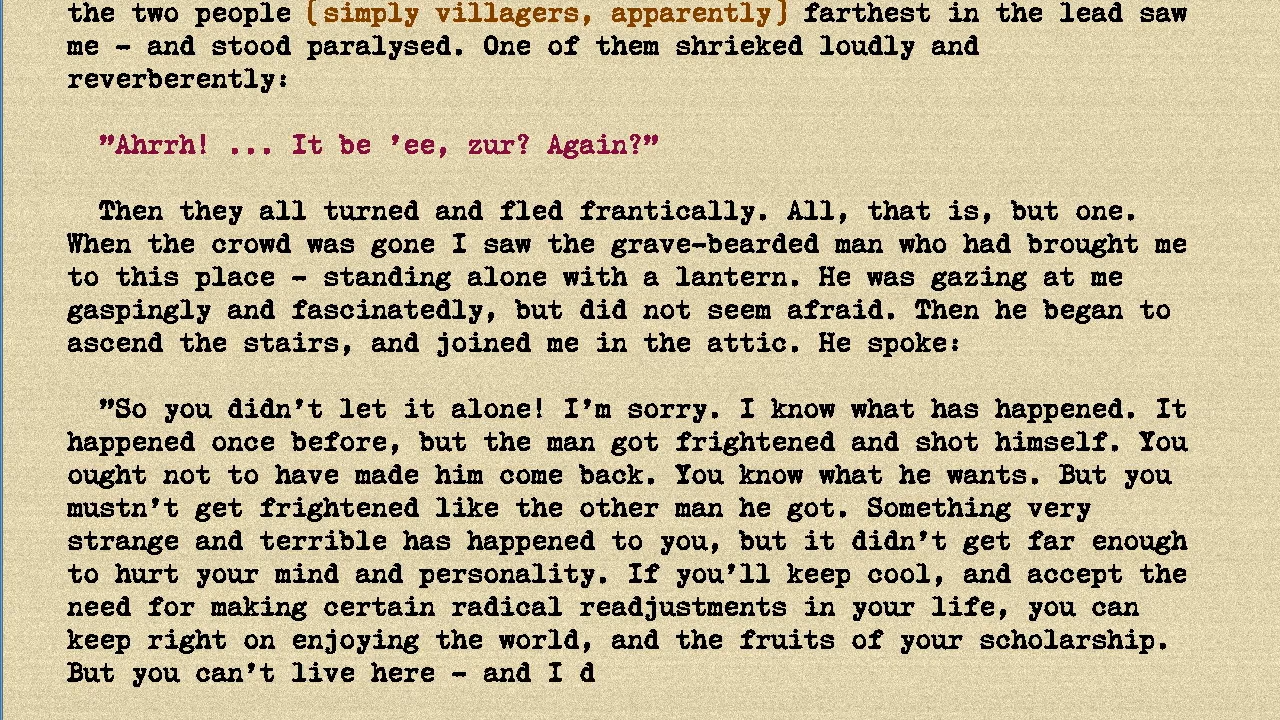 the two people (simply villagers, apparently) farthest in the lead saw
me – and stood paralysed. One of them shrieked loudly and
reverberently:
”Ahrrh! ... It be ’ee, zur? Again?”
Then they all turned and fled frantically. All, that is, but one.
When the crowd was gone I saw the grave-bearded man who had brought me
to this place – standing alone with a lantern. He was gazing at me
gaspingly and fascinatedly, but did not seem afraid. Then he began to
ascend the stairs, and joined me in the attic. He spoke:
”So you didn’t let it alone! I’m sorry. I know what has happened. It
happened once before, but the man got frightened and shot himself. You
ought not to have made him come back. You know what he wants. But you
mustn’t get frightened like the other man he got. Something very
strange and terrible has happened to you, but it didn’t get far enough
to hurt your mind and personality. If you’ll keep cool, and accept the
need for making certain radical readjustments in your life, you can
keep right on enjoying the world, and the fruits of your scholarship.
But you can’t live here – and I d